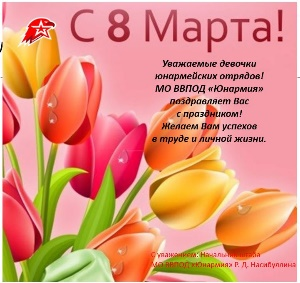 С 8 Марта!
Уважаемые девочки
юнармейских отрядов!
МО ВВПОД «Юнармия»
поздравляет Вас
с праздником!
Желаем Вам успехов
в труде и личной жизни.
С уважением: Начальник штаба
МО ВВПОД «Юнармия» Р. Д. Насибуллина